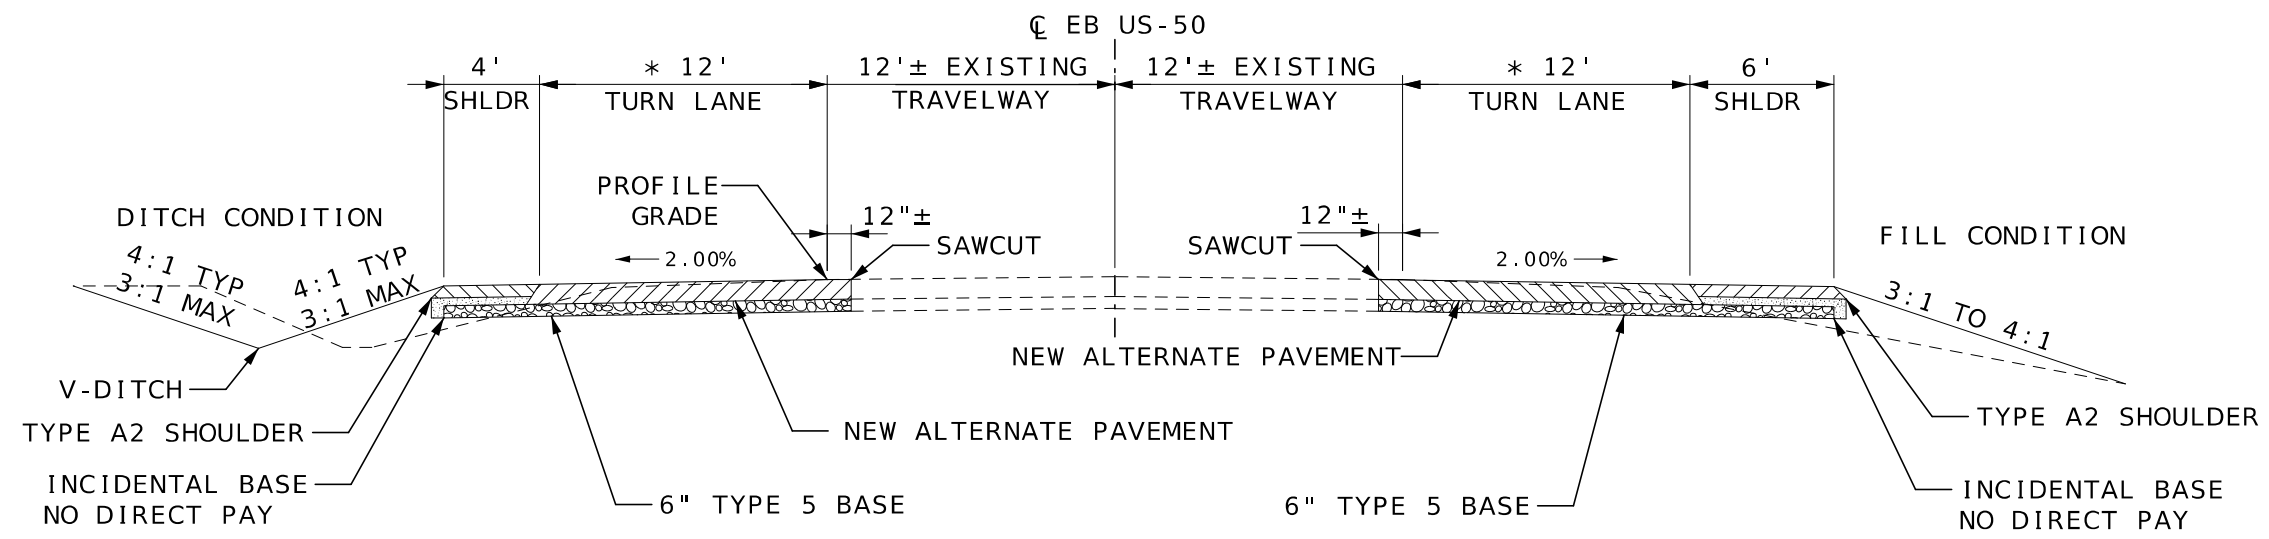 ℄ EB US-50
4' * 12' 12'± EXISTING 12'± EXISTING * 12' 6'
SHLDR TURN LANE TRAVELWAY TRAVELWAY TURN LANE SHLDR
PROFILE
GRADE
12"±
12"±
DITCH CONDITION
FILL CONDITION
SAWCUT
SAWCUT
2.00%
2.00%
4:1 TYP
3:1 MAX
4:1 TYP
3:1 MAX
3:1 TO 4:1
NEW ALTERNATE PAVEMENT
V-DITCH
TYPE A2 SHOULDER
NEW ALTERNATE PAVEMENT
TYPE A2 SHOULDER
INCIDENTAL BASE
NO DIRECT PAY
6" TYPE 5 BASE
6" TYPE 5 BASE
INCIDENTAL BASE
NO DIRECT PAY